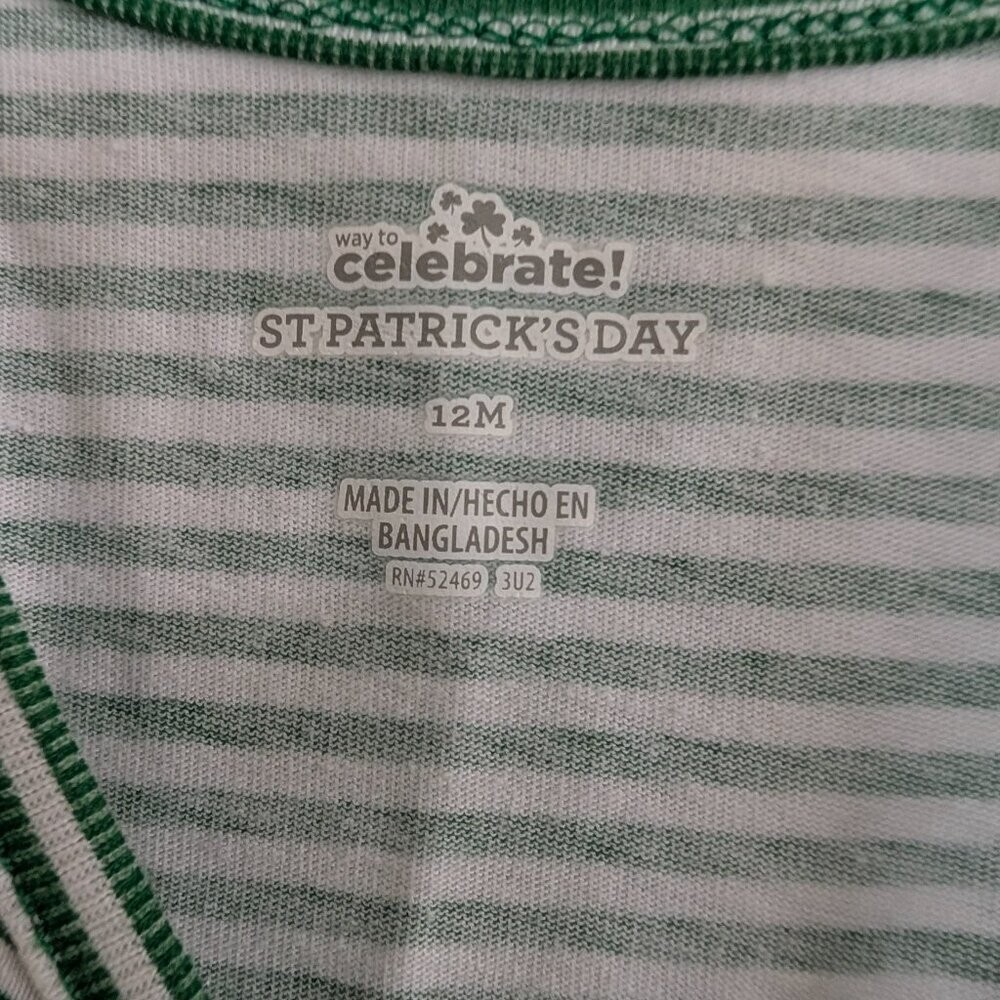 way to
celebrate!
ST PATRICK'S DAY
12M
MADE IN/HECHO EN
BANGLADESH
RN#52469 3U2